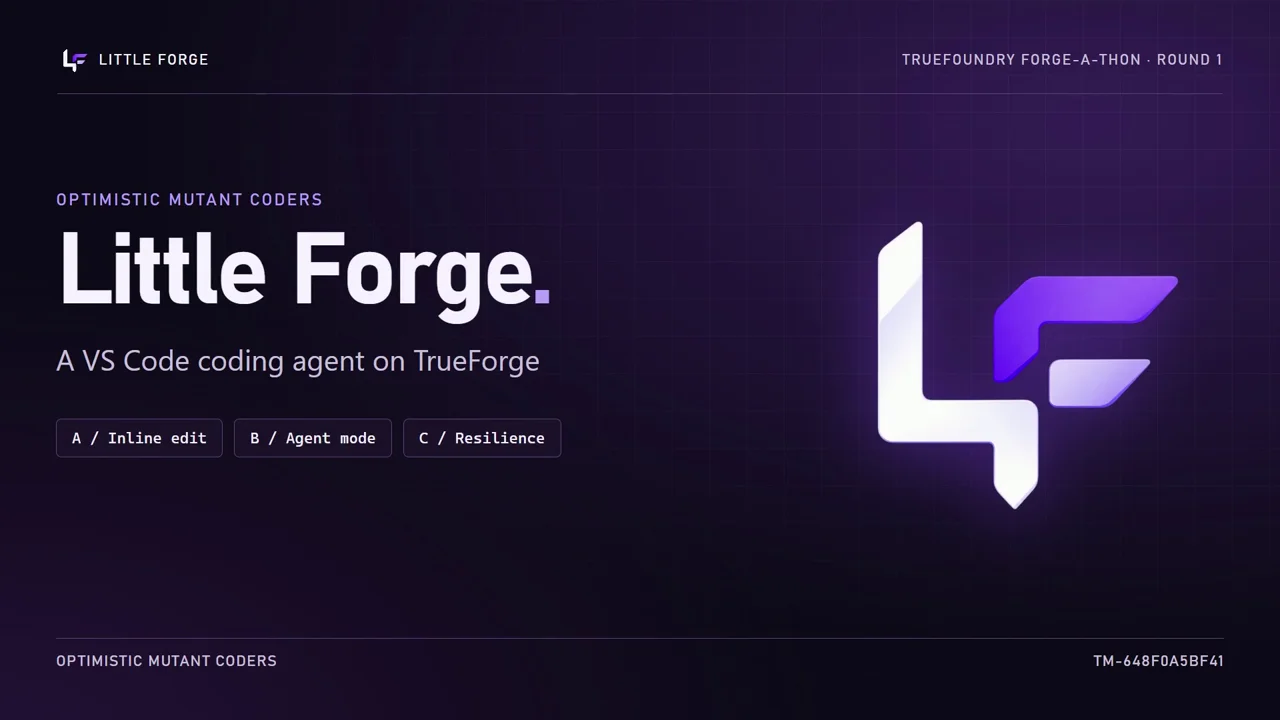 LITTLE FORGE
TRUEFOUNDRY FORGE-A-THON · ROUND 1
OPTIMISTIC MUTANT CODERS
Little Forge.
A VS Code coding agent on TrueForge
A / Inline edit
B / Agent mode
C / Resilience
OPTIMISTIC MUTANT CODERS
TM-648F0A5BF41